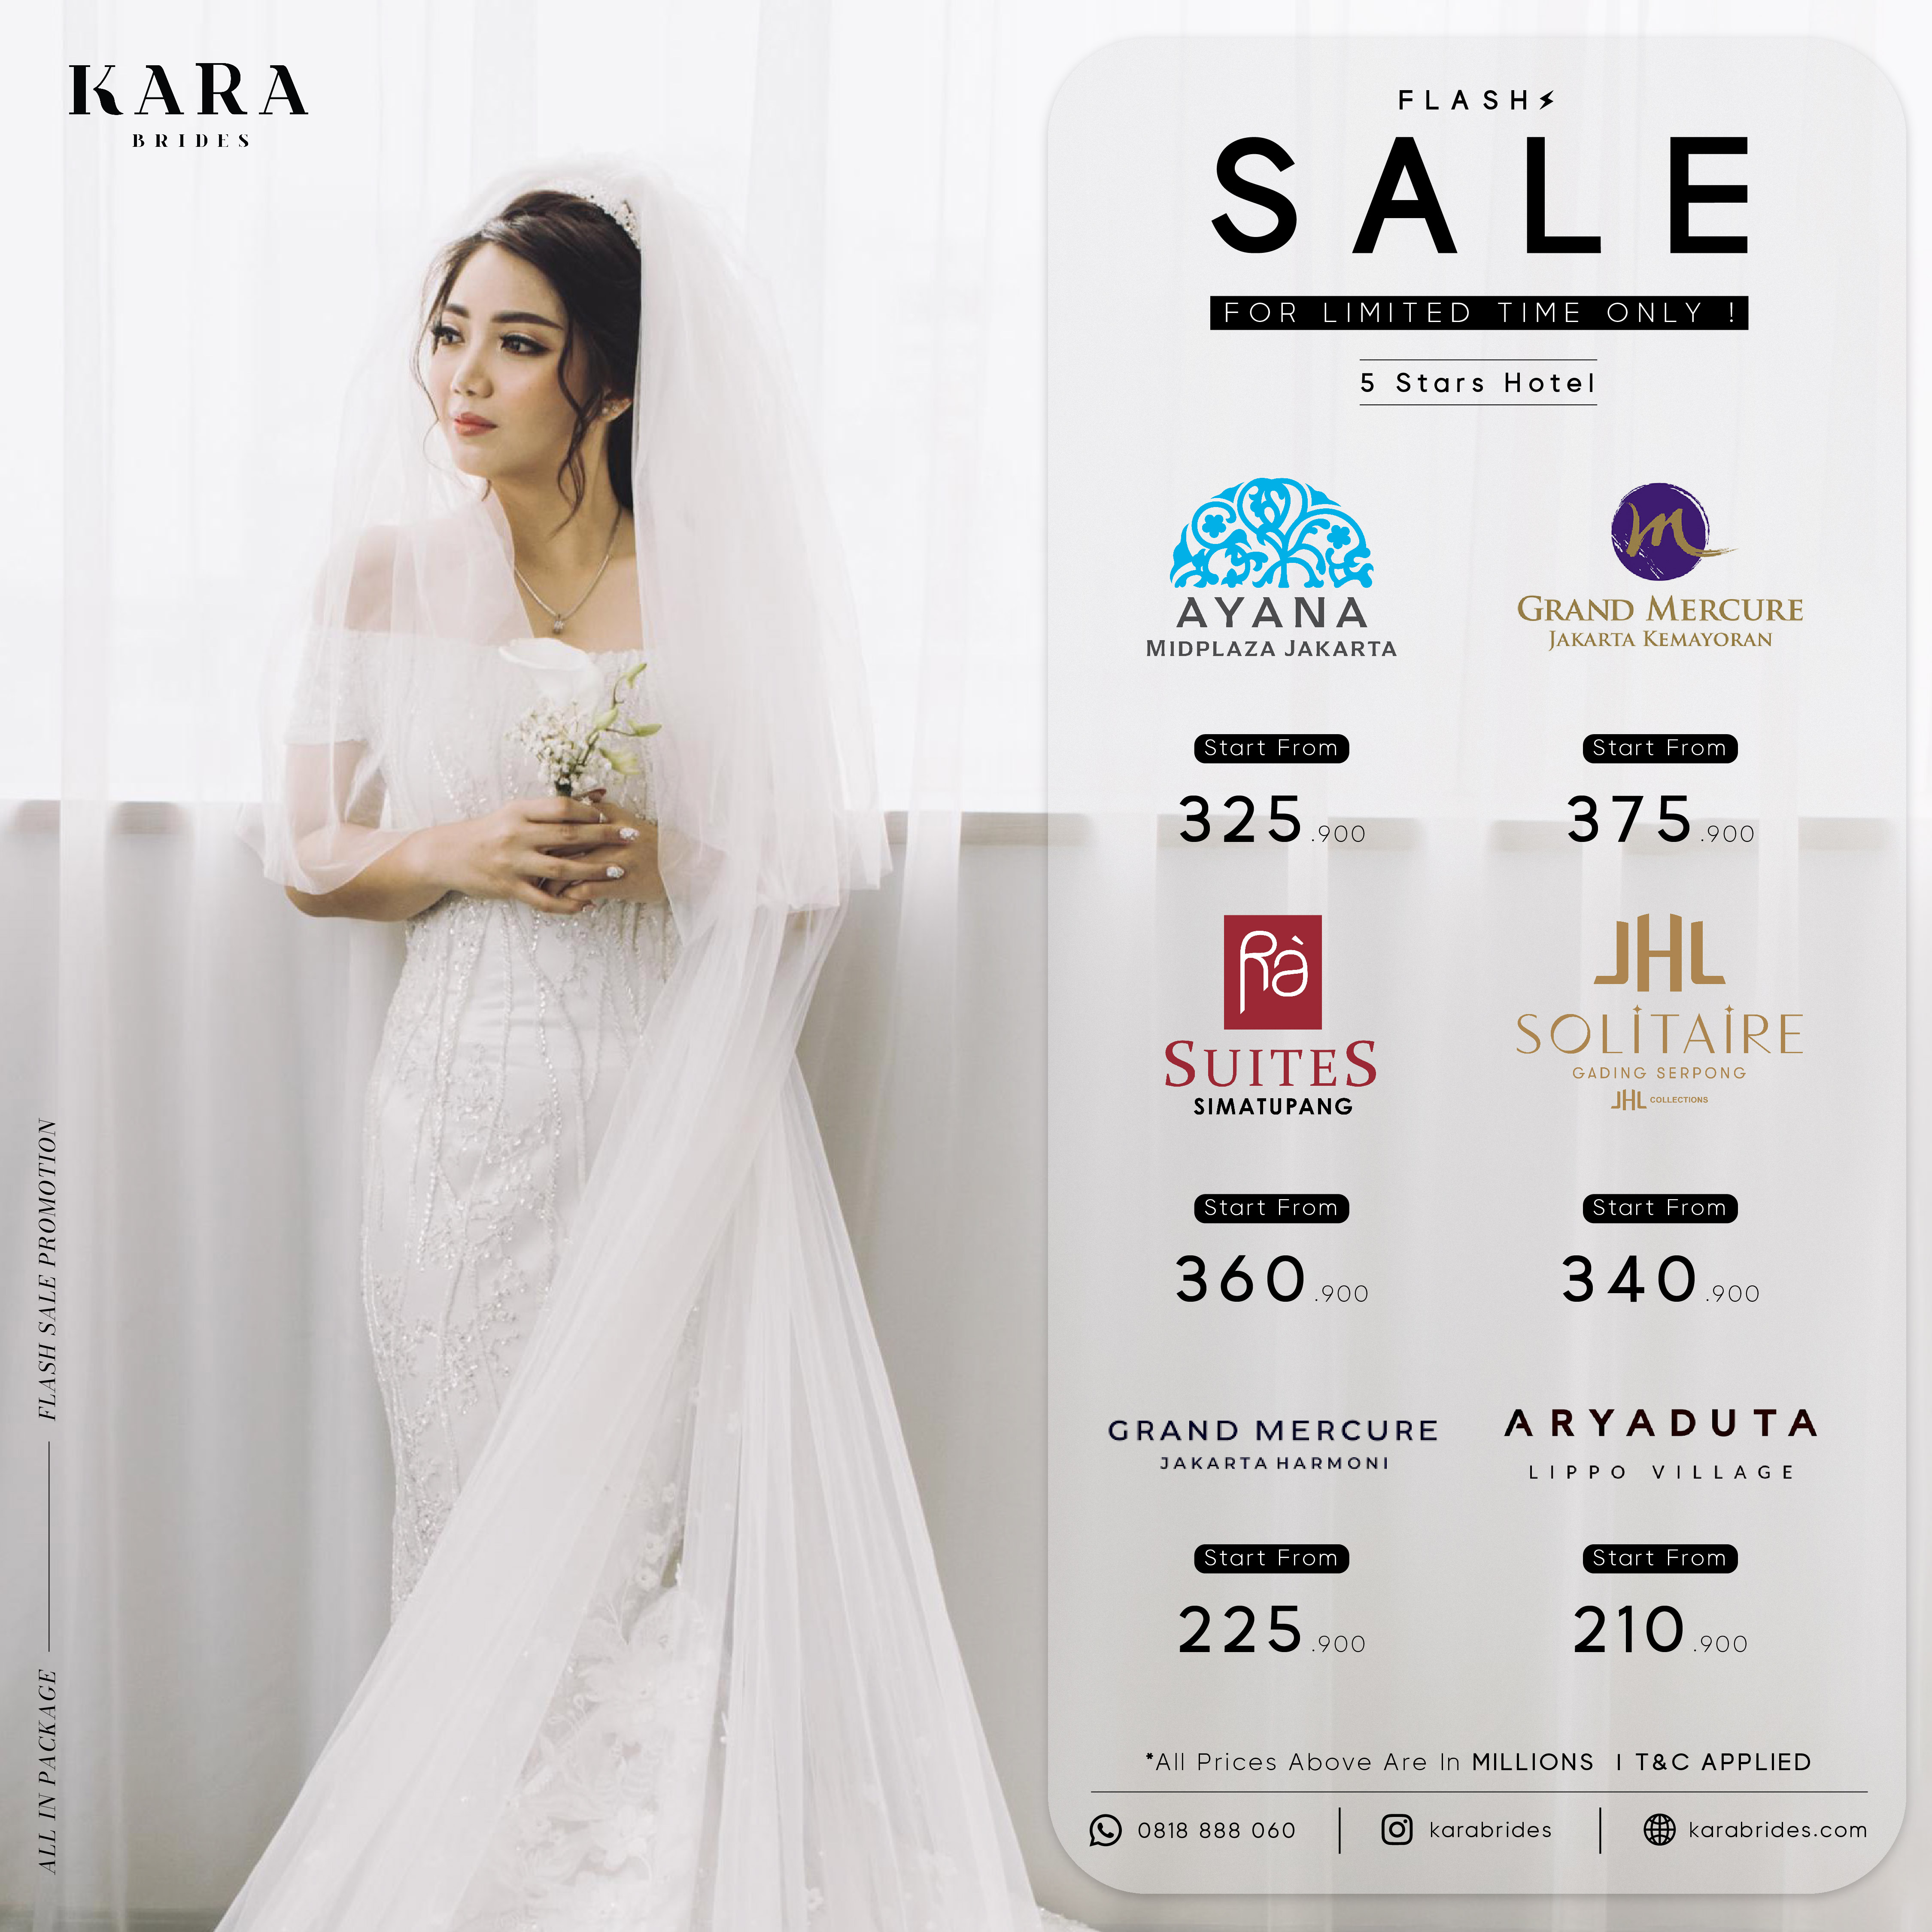 KARA
BRIDES
FLASH
SALE
FOR LIMITED TIME ONLY !
5 Stars Hotel
AYANA
MIDPLAZA JAKARTA
Start From
325.900
m
GRAND MERCURE
JAKARTA KEMAYORAN
Start From
375.900
Rà
SUITES
SIMATUPANG
Start From
360.900
JHL
SOLITAIRE
GADING SERPONG
JHL COLLECTIONS
Start From
340.900
GRAND MERCURE
JAKARTA HARMONI
Start From
225.900
ARYADUTA
LIPPO VILLAGE
Start From
210.900
*All Prices Above Are In MILLIONS I T&C APPLIED
0818 888 060
karabrides
karabrides.com
ALL IN PACKAGE
FLASH SALE PROMOTION